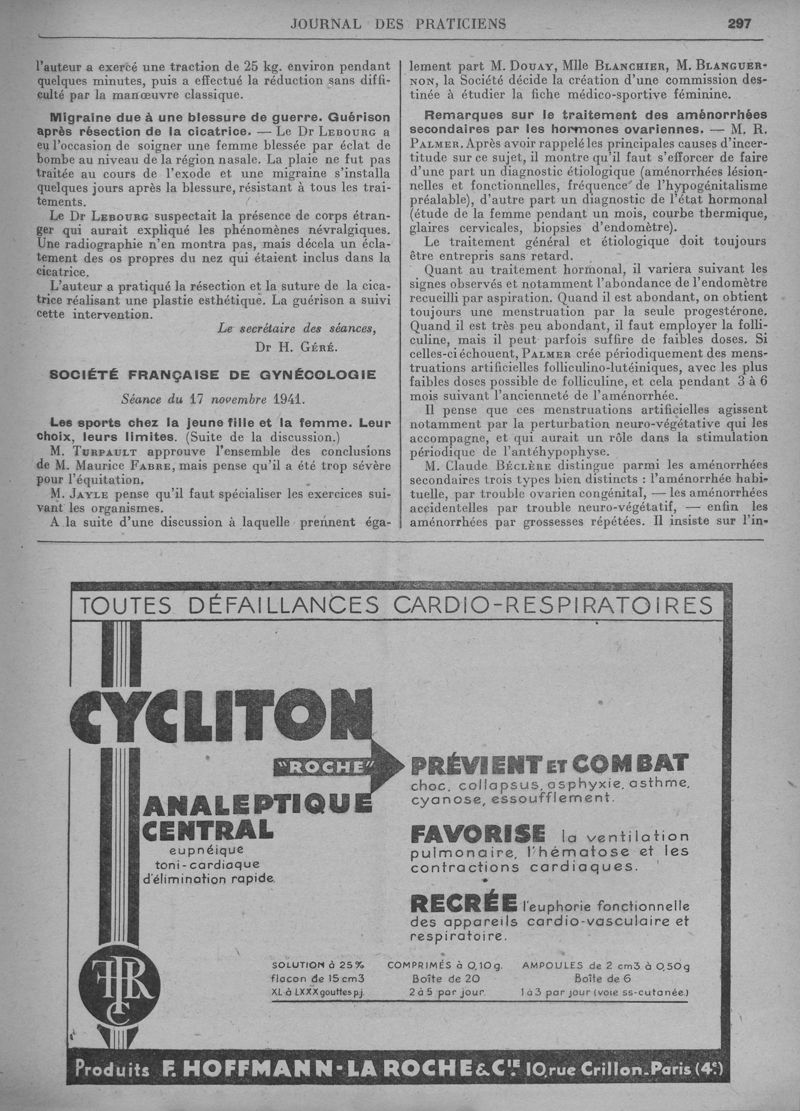 JOURNAL DES PRATICIENS 297
l'auteur a exercé une traction de 25 kg. environ pendant
quelques minutes, puis a effectué la réduction sans diffi-
culté par la manœuvre classique.
Migraine due à une blessure de guerre. Guérison
après résection de la cicatrice. — Le Dr LEBOURG a
eu l'occasion de soigner une femme blessée par éclat de
bombe au niveau de la région nasale. La plaie ne fut pas
traitée au cours de l'exode et une migraine s'installa
quelques jours après la blessure, résistant à tous les trai-
tements.
Le Dr LEBOURG suspectait la présence de corps étran-
ger qui aurait expliqué les phénomènes névralgiques.
Une radiographie n'en montra pas, mais décela un écla-
tement des os propres du nez qui étaient inclus dans la
cicatrice.
L'auteur a pratiqué la résection et la suture de la cica-
trice réalisant une plastie esthétique. La guérison a suivi
cette intervention.
Le secrétaire des séances,
Dr H. GÉRÉ.
SOCIÉTÉ FRANÇAISE DE GYNÉCOLOGIE
Séance du 17 novembre 1941.
Les sports chez la jeune fille et la femme. Leur
choix, leurs limites. (Suite de la discussion.)
M. TURPAULT approuve l'ensemble des conclusions
de M. Maurice FABRE, mais pense qu'il a été trop sévère
pour l'équitation.
M. JAYLE pense qu'il faut spécialiser les exercices sui-
vant les organismes.
A la suite d'une discussion à laquelle prennent éga-
lement part M. DOUAY, Mlle BLANCHIER, M. BLANGUER-
NON, la Société décide la création d'une commission des-
tinée à étudier la fiche médico-sportive féminine.
Remarques sur le traitement des aménorrhées
secondaires par les hormones ovariennes. — M. R.
PALMER. Après avoir rappelé les principales causes d'incer-
titude sur ce sujet, il montre qu'il faut s'efforcer de faire
d'une part un diagnostic étiologique (aménorrhées lésion-
nelles et fonctionnelles, fréquence de l'hypogénitalisme
préalable), d'autre part un diagnostic de l'état hormonal
(étude de la femme pendant un mois, courbe thermique,
glaires cervicales, biopsies d'endomètre).
Le traitement général et étiologique doit toujours
être entrepris sans retard.
Quant au traitement hormonal, il variera suivant les
signes observés et notamment l'abondance de l'endomètre
recueilli par aspiration. Quand il est abondant, on obtient
toujours une menstruation par la seule progestérone.
Quand il est très peu abondant, il faut employer la folli-
culine, mais il peut parfois suffire de faibles doses. Si
celles-ci échouent, PALMER crée périodiquement des mens-
truations artificielles folliculino-lutéiniques, avec les plus
faibles doses possible de folliculine, et cela pendant 3 à 6
mois suivant l'ancienneté de l'aménorrhée.
Il pense que ces menstruations artificielles agissent
notamment par la perturbation neuro-végétative qui les
accompagne, et qui aurait un rôle dans la stimulation
périodique de l'antéhypophyse.
M. Claude BÉCLÈRE distingue parmi les aménorrhées
secondaires trois types bien distincts : l'aménorrhée habi-
tuelle, par trouble ovarien congénital, — les aménorrhées
accidentelles par trouble neuro-végétatif, — enfin les
aménorrhées par grossesses répétées. Il insiste sur l'in-
TOUTES DÉFAILLANCES CARDIO-RESPIRATOIRES
CYCLITON
"ROCHE"
ANALEPTIQUE
CENTRAL
eupnéique
toni-cardiaque
d'élimination rapide.
PRÉVIENT ET COMBAT
choc, collapsus, asphyxie, asthme,
cyanose, essoufflement.
FAVORISE la ventilation
pulmonaire, l'hématose et les
contractions cardiaques.
RECRÉE l'euphorie fonctionnelle
des appareils cardio-vasculaire et
respiratoire.
SOLUTION à 25% COMPRIMÉS à 0,10g. AMPOULES de 2 cm3 à 0,50g
flacon de 15 cm3 Boîte de 20 Boîte de 6
XL à LXXX gouttes p.j. 2 à 5 par jour 1 à 3 par jour (voie ss-cutanée.)
HLRC
Produits F. HOFFMANN-LA ROCHE & Cie 10, rue Crillon_Paris (4e)